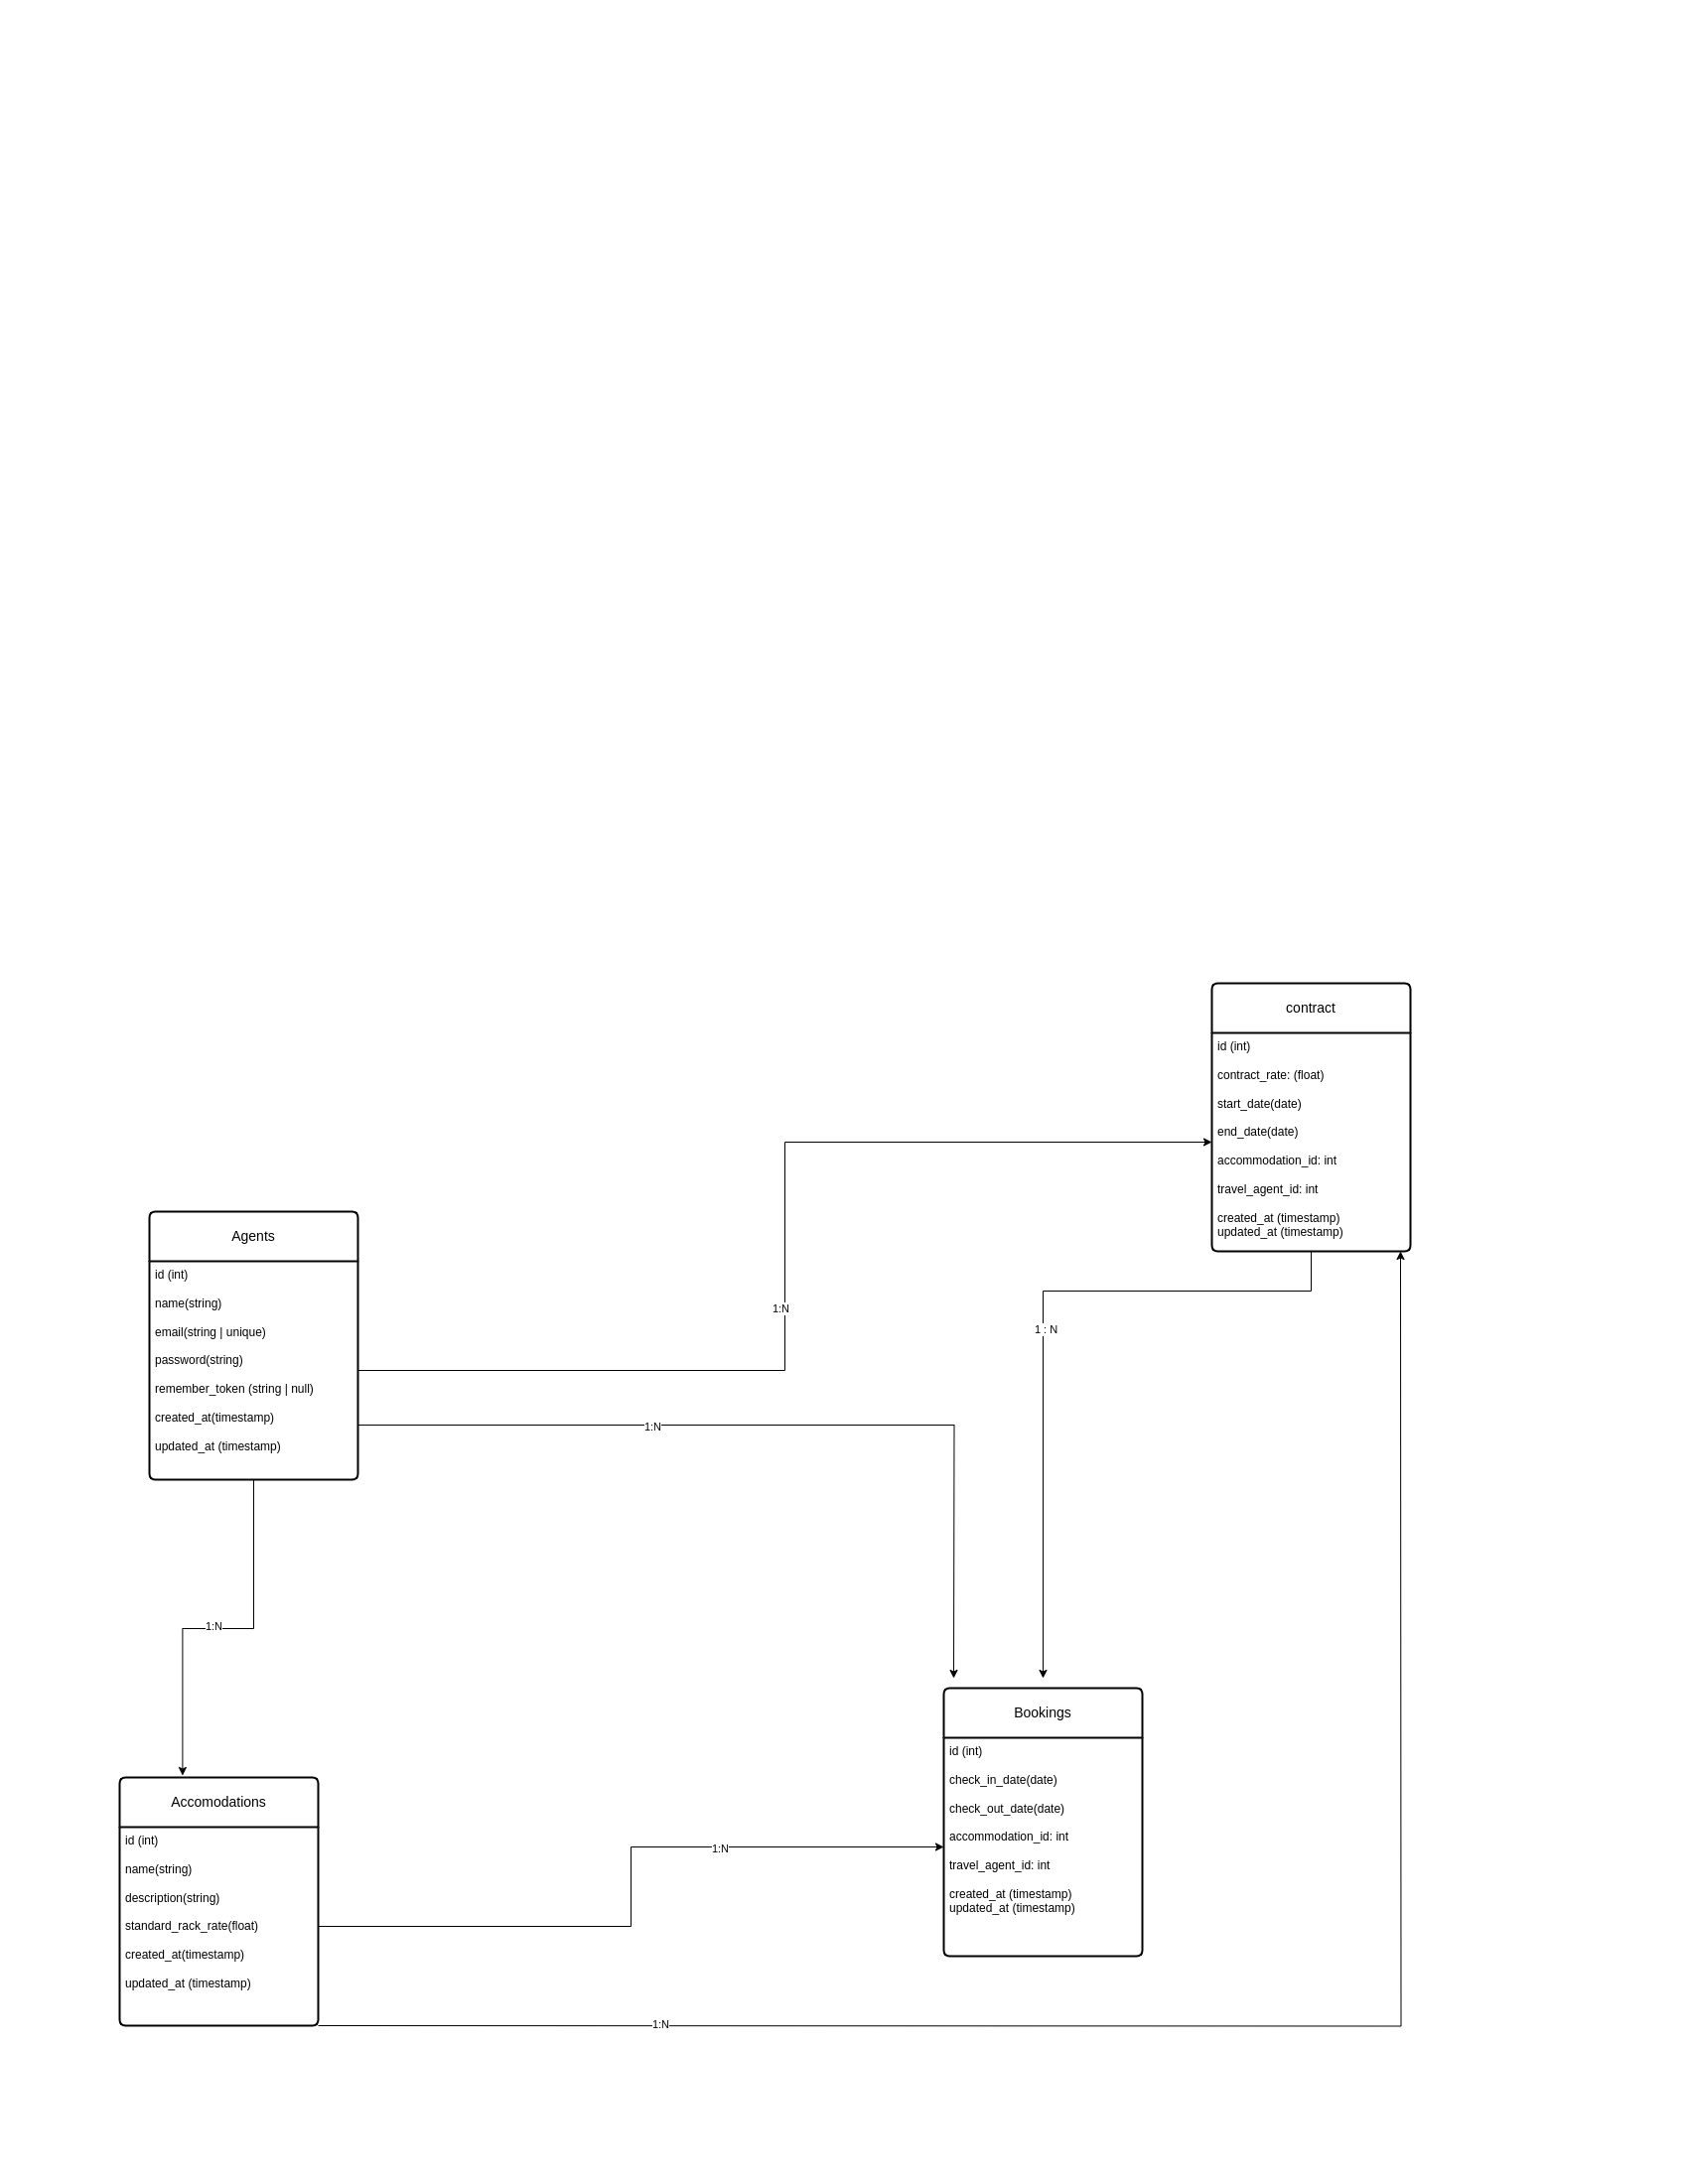 contract
id (int)
contract_rate: (float)
start_date(date)
end_date(date)
accommodation_id: int
travel_agent_id: int
created_at (timestamp)
updated_at (timestamp)
Agents
id (int)
name(string)
email(string | unique)
password(string)
remember_token (string | null)
created_at(timestamp)
updated_at (timestamp)
1:N
1 : N
1:N
1:N
Bookings
id (int)
check_in_date(date)
check_out_date(date)
accommodation_id: int
travel_agent_id: int
created_at (timestamp)
updated_at (timestamp)
Accomodations
id (int)
name(string)
description(string)
standard_rack_rate(float)
created_at(timestamp)
updated_at (timestamp)
1:N
1:N